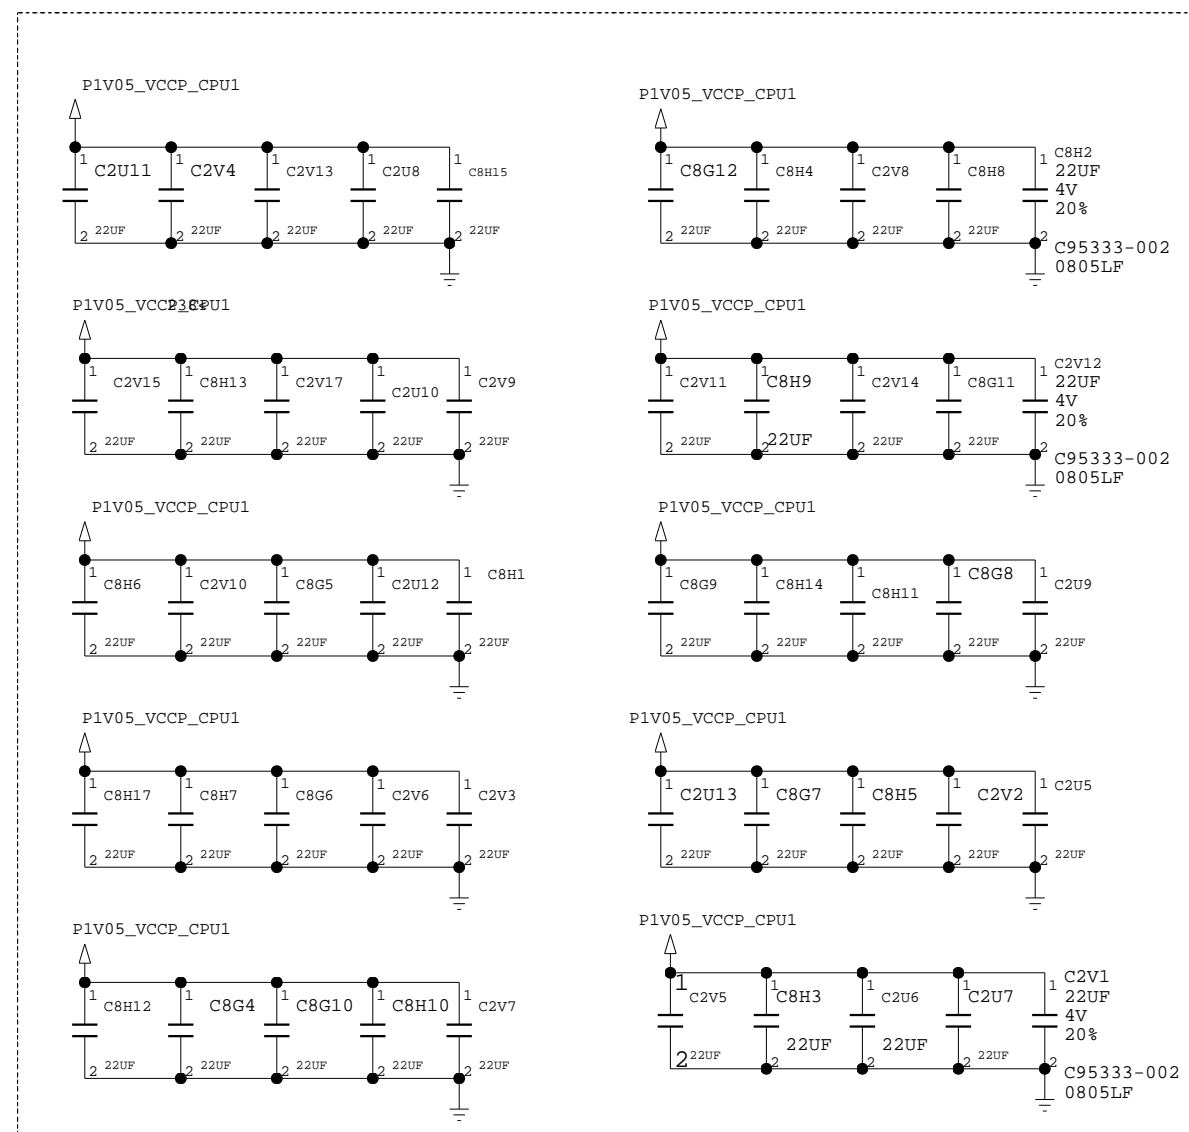 P1V05_VCCP_CPU1
1 C2U11 1 C2V4 1 C2V13 1 C2U8 1 C8H15
2 22UF 2 22UF 2 22UF 2 22UF 2 22UF
P1V05_VCCP_CPU1
1 C8G12 1 C8H4 1 C2V8 1 C8H8 1 C8H2
22UF
4V
20%
2 22UF 2 22UF 2 22UF 2 22UF 2
C95333-002
0805LF
P1V05_VCCP_CPU1
1 C2V15 1 C8H13 1 C2V17 1 C2U10 1 C2V9
2 22UF 2 22UF 2 22UF 2 22UF 2 22UF
P1V05_VCCP_CPU1
1 C2V11 1 C8H9 1 C2V14 1 C8G11 1 C2V12
22UF
4V
20%
2 22UF 2 22UF 2 22UF 2 22UF 2
C95333-002
0805LF
P1V05_VCCP_CPU1
1 C8H6 1 C2V10 1 C8G5 1 C2U12 1 C8H1
2 22UF 2 22UF 2 22UF 2 22UF 2 22UF
P1V05_VCCP_CPU1
1 C8G9 1 C8H14 1 C8H11 1 C8G8 1 C2U9
2 22UF 2 22UF 2 22UF 2 22UF 2 22UF
P1V05_VCCP_CPU1
1 C8H17 1 C8H7 1 C8G6 1 C2V6 1 C2V3
2 22UF 2 22UF 2 22UF 2 22UF 2 22UF
P1V05_VCCP_CPU1
1 C2U13 1 C8G7 1 C8H5 1 C2V2 1 C2U5
2 22UF 2 22UF 2 22UF 2 22UF 2 22UF
P1V05_VCCP_CPU1
1 C8H12 1 C8G4 1 C8G10 1 C8H10 1 C2V7
2 22UF 2 22UF 2 22UF 2 22UF 2 22UF
P1V05_VCCP_CPU1
1 C2V5 1 C8H3 1 C2U6 1 C2U7 1 C2V1
22UF
4V
20%
2 22UF 2 22UF 2 22UF 2 22UF 2
C95333-002
0805LF